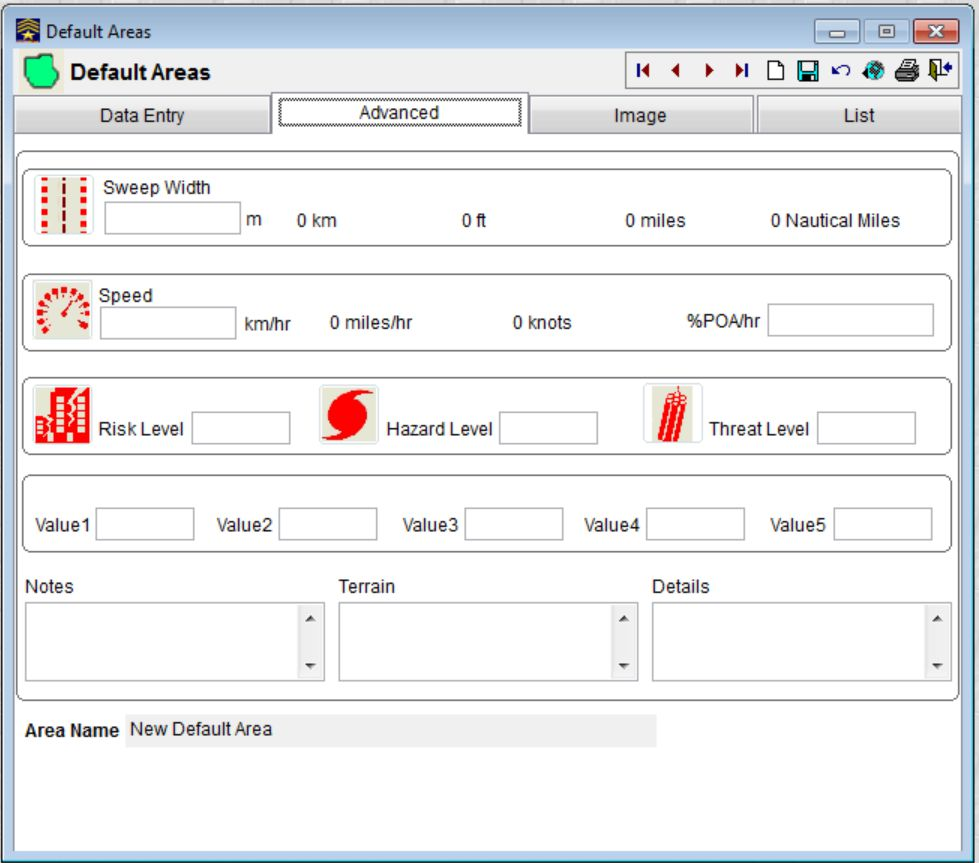 Default Areas
Default Areas
Data Entry Advanced Image List
Sweep Width
m 0 km 0 ft 0 miles 0 Nautical Miles
Speed
km/hr 0 miles/hr 0 knots %POA/hr
Risk Level Hazard Level Threat Level
Value1 Value2 Value3 Value4 Value5
Notes Terrain Details
Area Name New Default Area